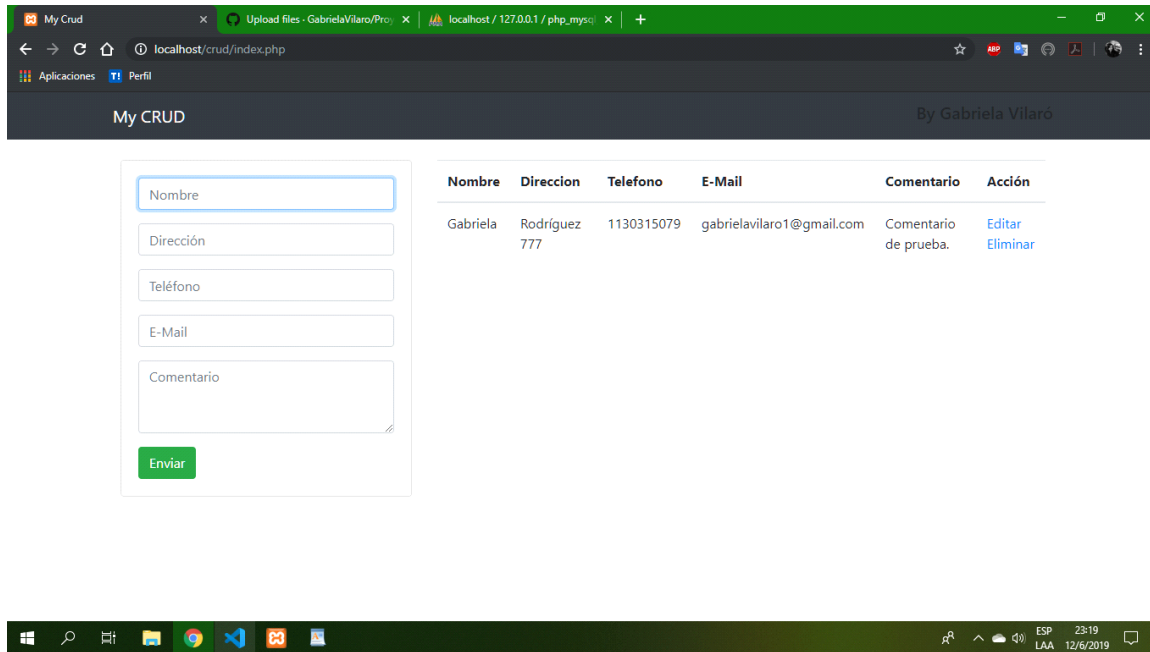 My Crud
Upload files · GabrielaVilaro/Proy
localhost / 127.0.0.1 / php_mysql
localhost/crud/index.php
ABP
Aplicaciones
T! Perfil
My CRUD
By Gabriela Vilaró
Nombre
Dirección
Teléfono
E-Mail
Comentario
Enviar
Nombre Direccion Telefono E-Mail Comentario Acción
Gabriela Rodríguez 1130315079 gabrielavilaro1@gmail.com Comentario Editar
777 de prueba. Eliminar
ESP 23:19
LAA 12/6/2019